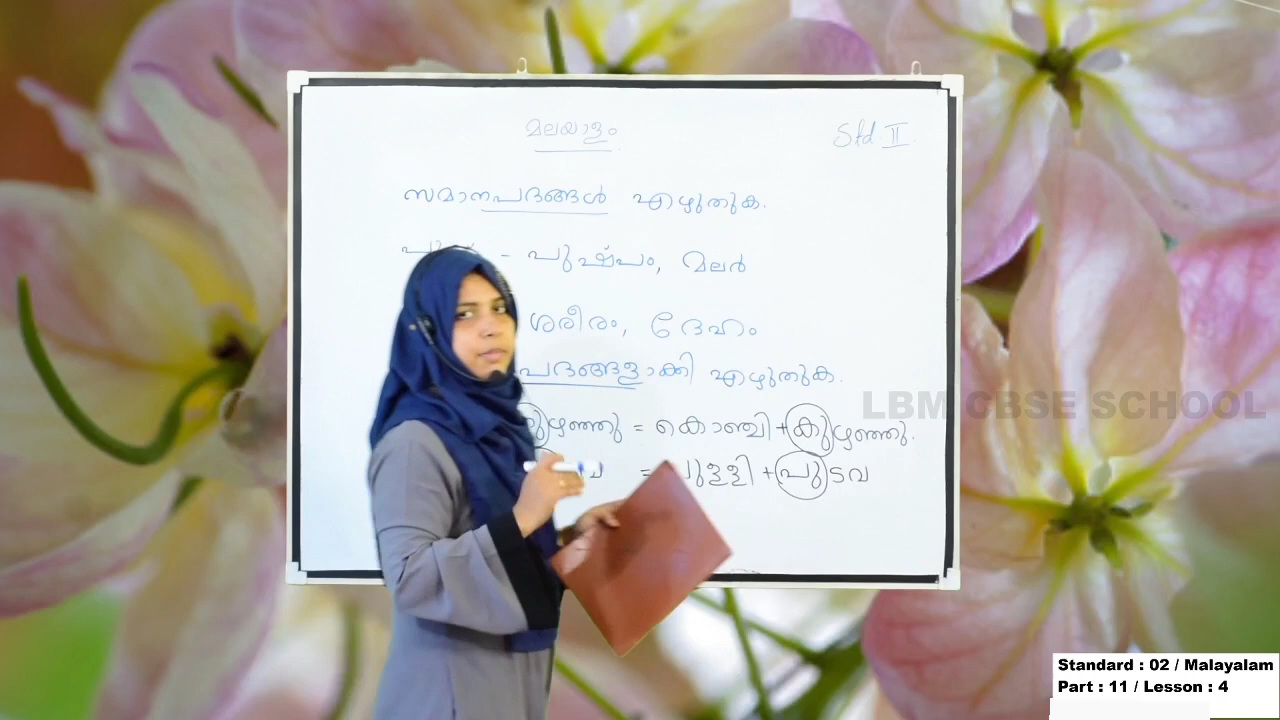 മലയാളം
Std II
സമാനപദങ്ങൾ എഴുതുക.
- പുഷ്പം, മലർ
ശരീരം, ദേഹം
പദങ്ങളാക്കി എഴുതുക.
ഴഞ്ഞു = കൊഞ്ചി + കുഴഞ്ഞു.
= പുള്ളി + പുടവ
LBM CBSE SCHOOL
Standard : 02 / Malayalam
Part : 11 / Lesson : 4